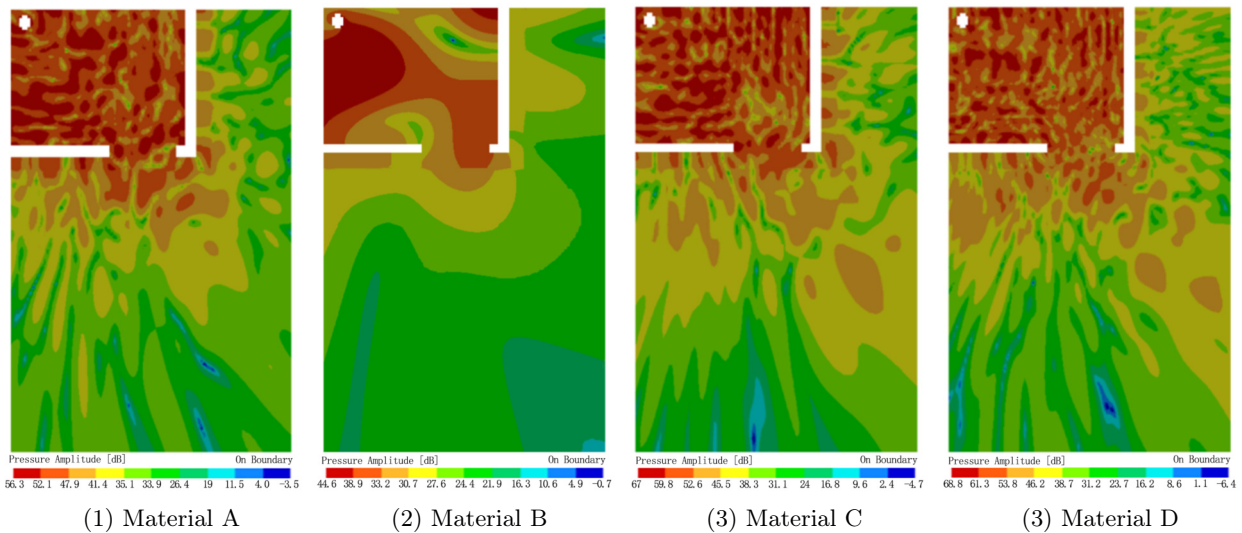 Pressure Amplitude [dB] On Boundary
56.3 52.1 47.9 41.4 35.1 33.9 26.4 19 11.5 4.0 -3.5
(1) Material A
Pressure Amplitude [dB] On Boundary
44.6 38.9 33.2 30.7 27.6 24.4 21.9 16.3 10.6 4.9 -0.7
(2) Material B
Pressure Amplitude [dB] On Boundary
67 59.8 52.6 45.5 38.3 31.1 24 16.8 9.6 2.4 -4.7
(3) Material C
Pressure Amplitude [dB] On Boundary
68.8 61.3 53.8 46.2 38.7 31.2 23.7 16.2 8.6 1.1 -6.4
(3) Material D